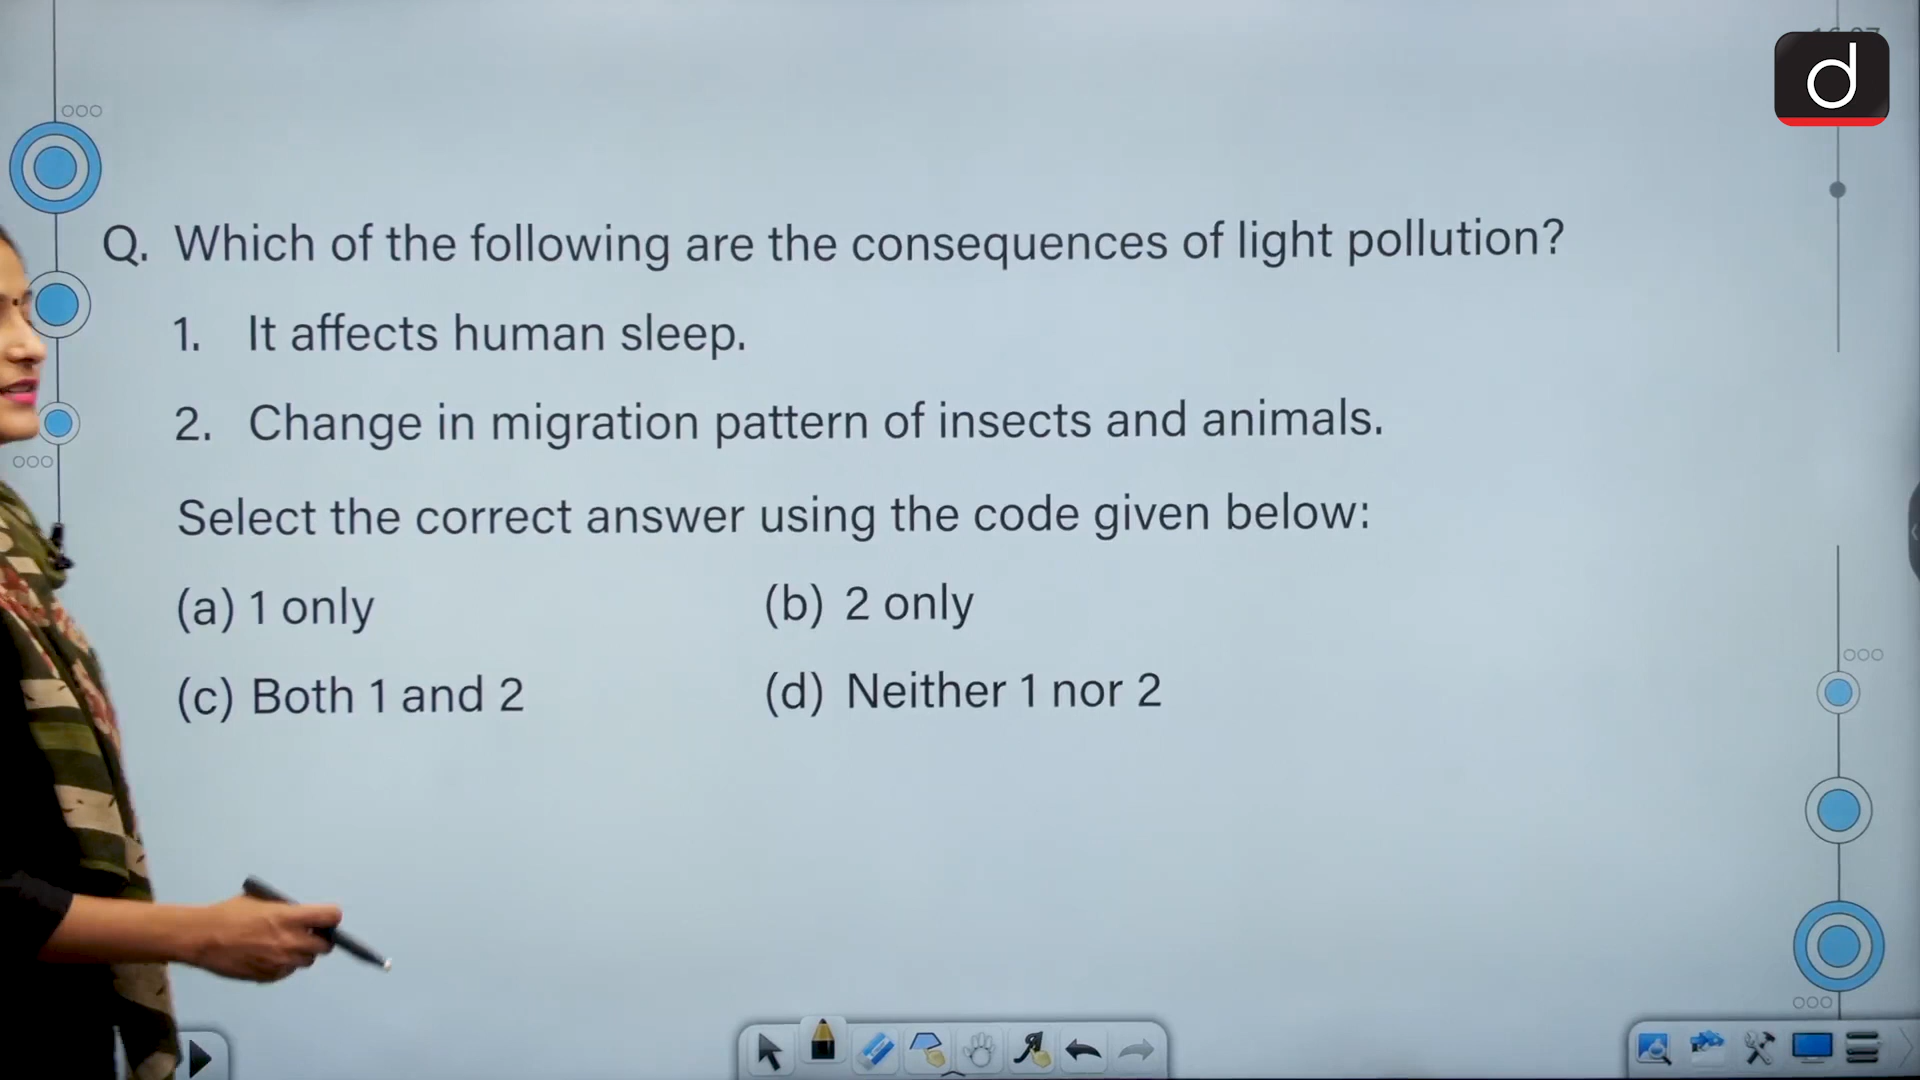 d
Q. Which of the following are the consequences of light pollution?
1. It affects human sleep.
2. Change in migration pattern of insects and animals.
Select the correct answer using the code given below:
(a) 1 only (b) 2 only
(c) Both 1 and 2 (d) Neither 1 nor 2